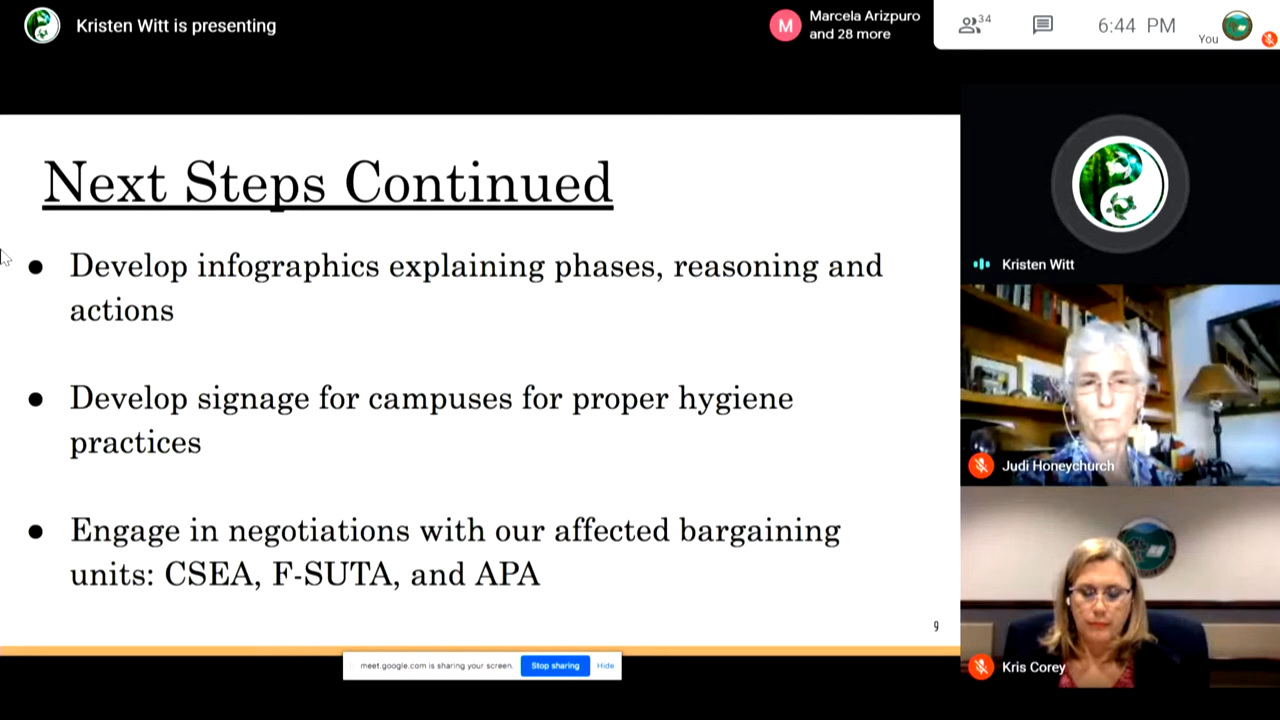 Kristen Witt is presenting
M
Marcela Arizpuro
and 28 more
34
6:44 PM
You
Next Steps Continued
● Develop infographics explaining phases, reasoning and
actions
● Develop signage for campuses for proper hygiene
practices
● Engage in negotiations with our affected bargaining
units: CSEA, F-SUTA, and APA
9
meet.google.com is sharing your screen.
Stop sharing
Hide
Kristen Witt
Judi Honeychurch
Kris Corey